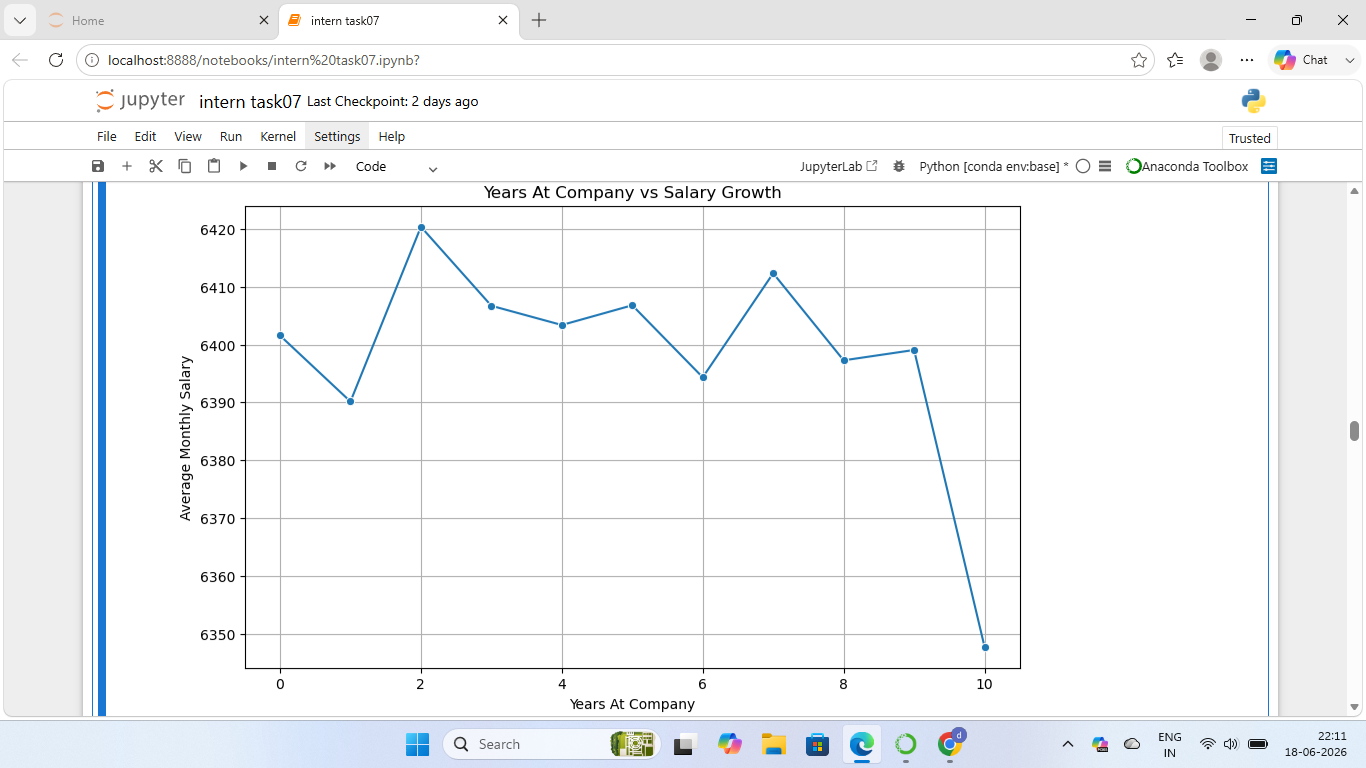 Home
intern task07
localhost:8888/notebooks/intern%20task07.ipynb?
Chat
jupyter intern task07 Last Checkpoint: 2 days ago
File Edit View Run Kernel Settings Help
Trusted
Code
JupyterLab
Python [conda env:base] *
Anaconda Toolbox
Years At Company vs Salary Growth
Average Monthly Salary
6420
6410
6400
6390
6380
6370
6360
6350
0 2 4 6 8 10
Years At Company
Search
d
ENG
IN
22:11
18-06-2026